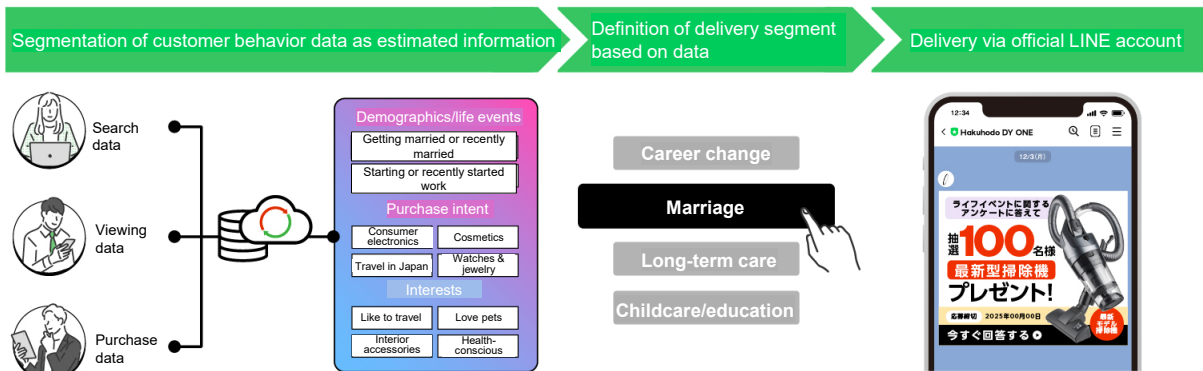 Segmentation of customer behavior data as estimated information
Definition of delivery segment
based on data
Delivery via official LINE account
Search
data
Viewing
data
Purchase
data
Demographics/life events
Getting married or recently
married
Starting or recently started
work
Purchase intent
Consumer
electronics
Cosmetics
Travel in Japan
Watches &
jewelry
Interests
Like to travel
Love pets
Interior
accessories
Health-
conscious
Career change
Marriage
Long-term care
Childcare/education
12:34
Hakuhodo DY ONE
12/3(月)
ライフイベントに関する
アンケートに答えて
抽選100名様
最新型掃除機
プレゼント!
応募締切 2025年00月00日
今すぐ回答する
最新
モデル
掃除機